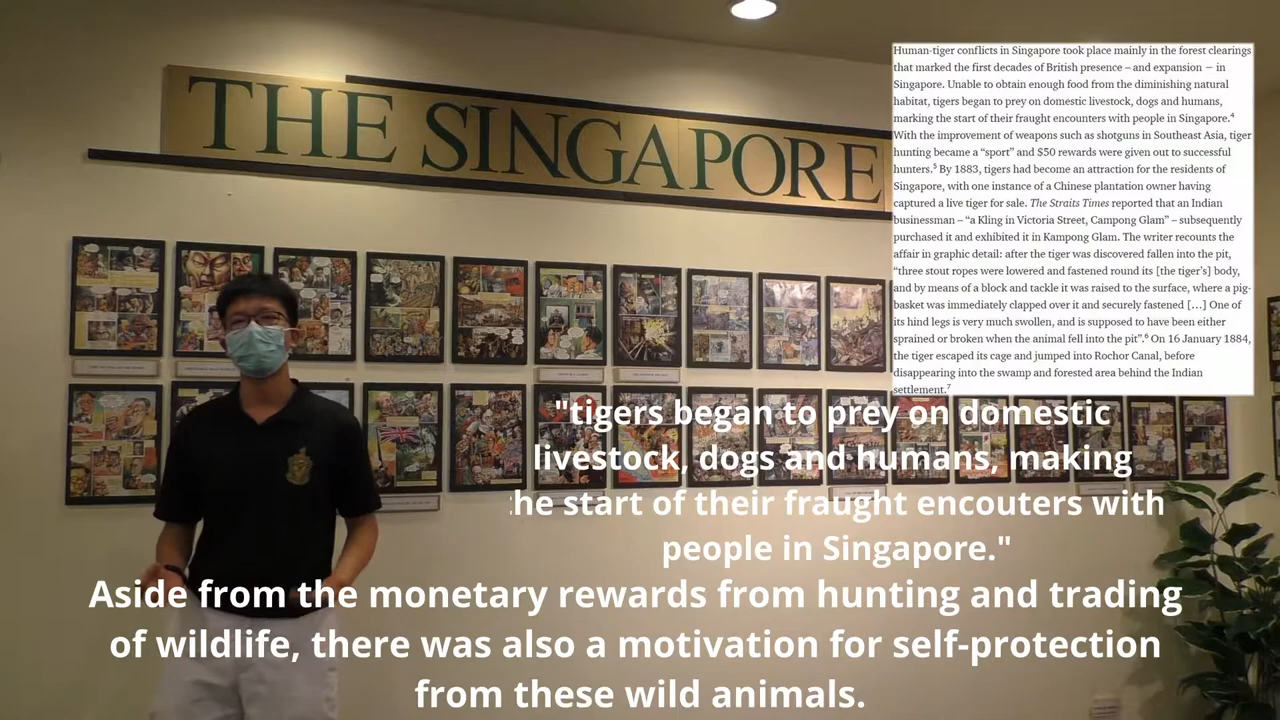 THE SINGAPORE
Human-tiger conflicts in Singapore took place mainly in the forest clearings
that marked the first decades of British presence – and expansion – in
Singapore. Unable to obtain enough food from the diminishing natural
habitat, tigers began to prey on domestic livestock, dogs and humans,
marking the start of their fraught encounters with people in Singapore.⁴
With the improvement of weapons such as shotguns in Southeast Asia, tiger
hunting became a “sport” and $50 rewards were given out to successful
hunters.⁵ By 1883, tigers had become an attraction for the residents of
Singapore, with one instance of a Chinese plantation owner having
captured a live tiger for sale. The Straits Times reported that an Indian
businessman – “a Kling in Victoria Street, Campong Glam” – subsequently
purchased it and exhibited it in Kampong Glam. The writer recounts the
affair in graphic detail: after the tiger was discovered fallen into the pit,
“three stout ropes were lowered and fastened round its [the tiger’s] body,
and by means of a block and tackle it was raised to the surface, where a pig-
basket was immediately clapped over it and securely fastened […] One of
its hind legs is very much swollen, and is supposed to have been either
sprained or broken when the animal fell into the pit”.⁶ On 16 January 1884,
the tiger escaped its cage and jumped into Rochor Canal, before
disappearing into the swamp and forested area behind the Indian
settlement.⁷
"tigers began to prey on domestic
livestock, dogs and humans, making
he start of their fraught encouters with
people in Singapore."
Aside from the monetary rewards from hunting and trading
of wildlife, there was also a motivation for self-protection
from these wild animals.